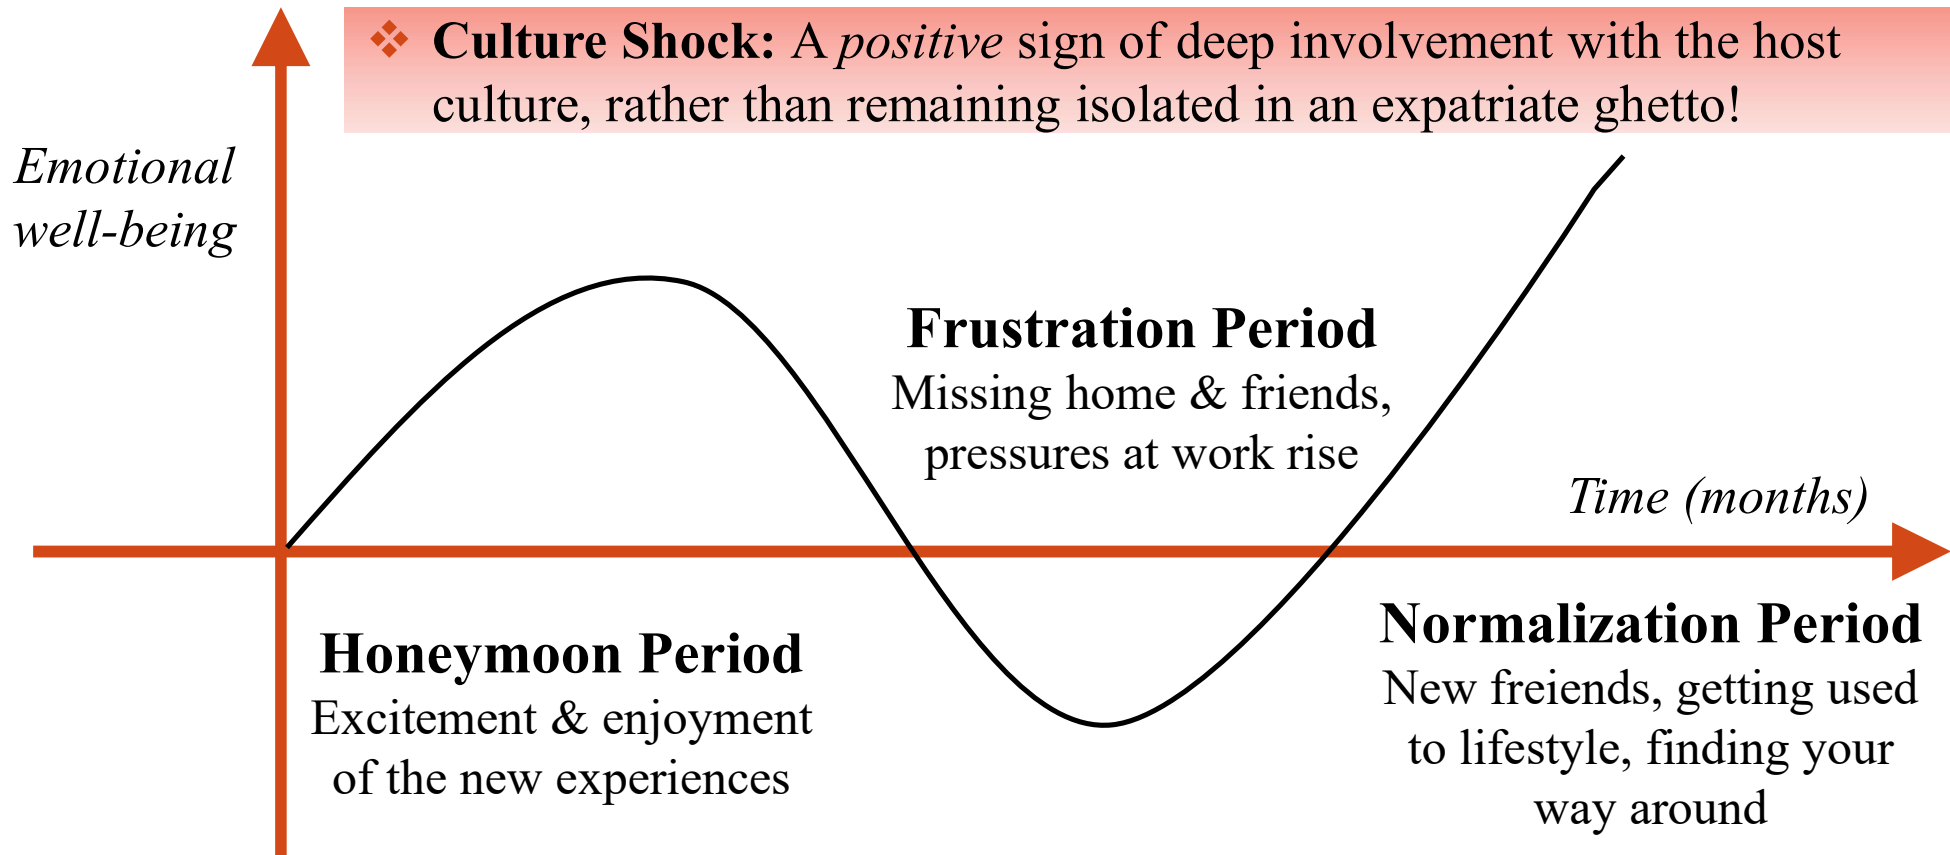 ❖ Culture Shock: A positive sign of deep involvement with the host
culture, rather than remaining isolated in an expatriate ghetto!
Emotional
well-being
Frustration Period
Missing home & friends,
pressures at work rise
Time (months)
Honeymoon Period
Excitement & enjoyment
of the new experiences
Normalization Period
New freiends, getting used
to lifestyle, finding your
way around